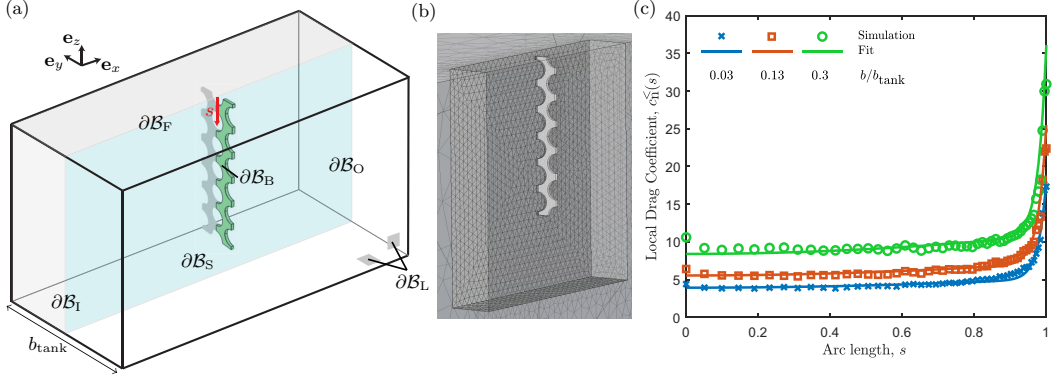 (a)
e_z
e_y
e_x
s
∂B_F
∂B_B
∂B_O
∂B_S
∂B_L
∂B_I
b_tank
(b)
(c)
40
35
30
25
20
15
10
5
0
Local Drag Coefficient, c_∥^<(s)
Simulation
Fit
0.03 0.13 0.3 b/b_tank
0 0.2 0.4 0.6 0.8 1
Arc length, s